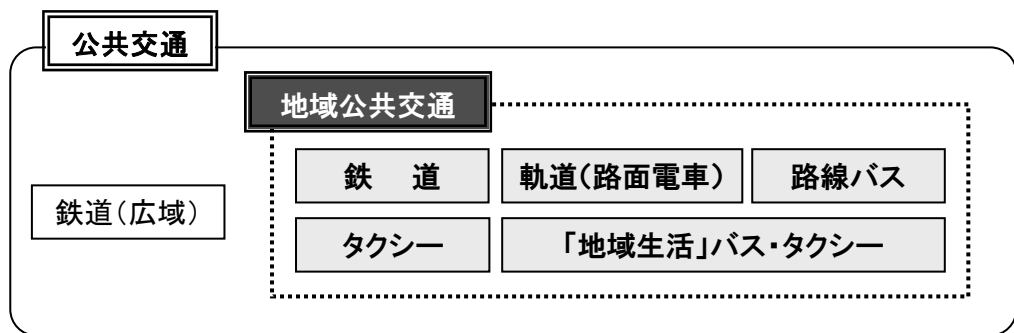 公共交通
地域公共交通
鉄　道
軌道(路面電車)
路線バス
鉄道(広域)
タクシー
「地域生活」バス・タクシー